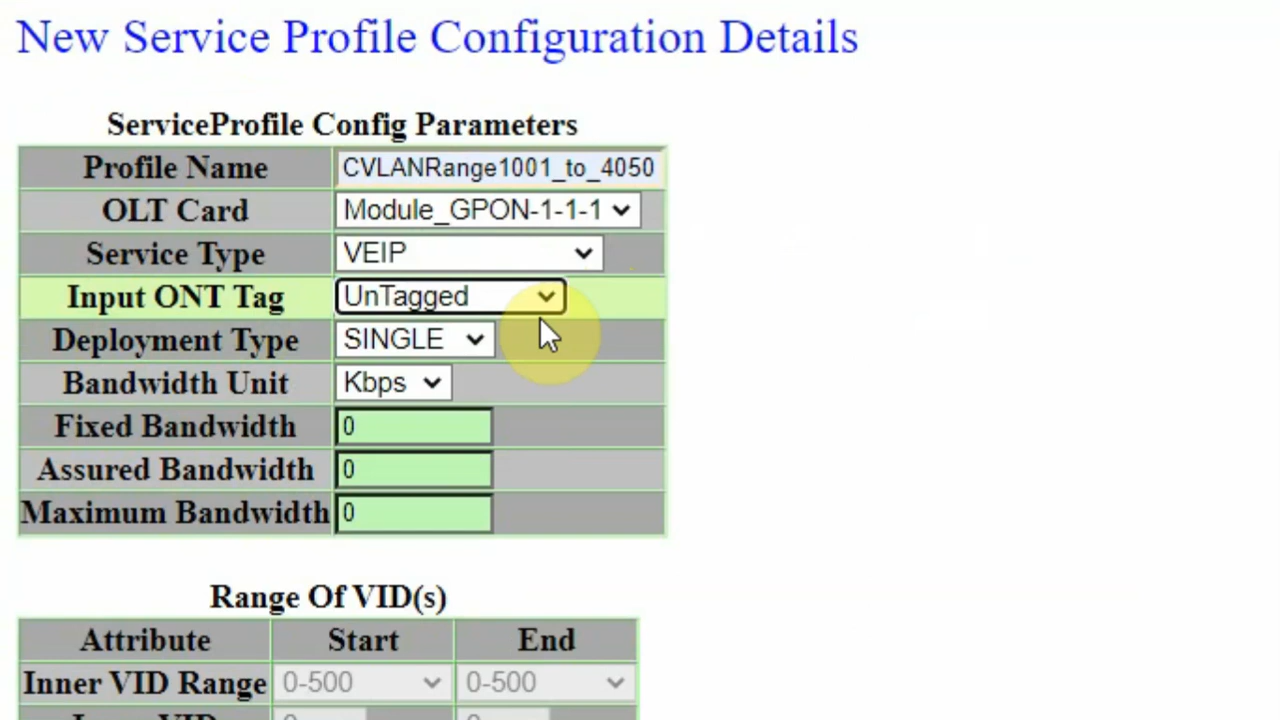 New Service Profile Configuration Details
ServiceProfile Config Parameters
Profile Name CVLANRange1001_to_4050
OLT Card Module_GPON-1-1-1
Service Type VEIP
Input ONT Tag UnTagged
Deployment Type SINGLE
Bandwidth Unit Kbps
Fixed Bandwidth 0
Assured Bandwidth 0
Maximum Bandwidth 0
Range Of VID(s)
Attribute Start End
Inner VID Range 0-500 0-500